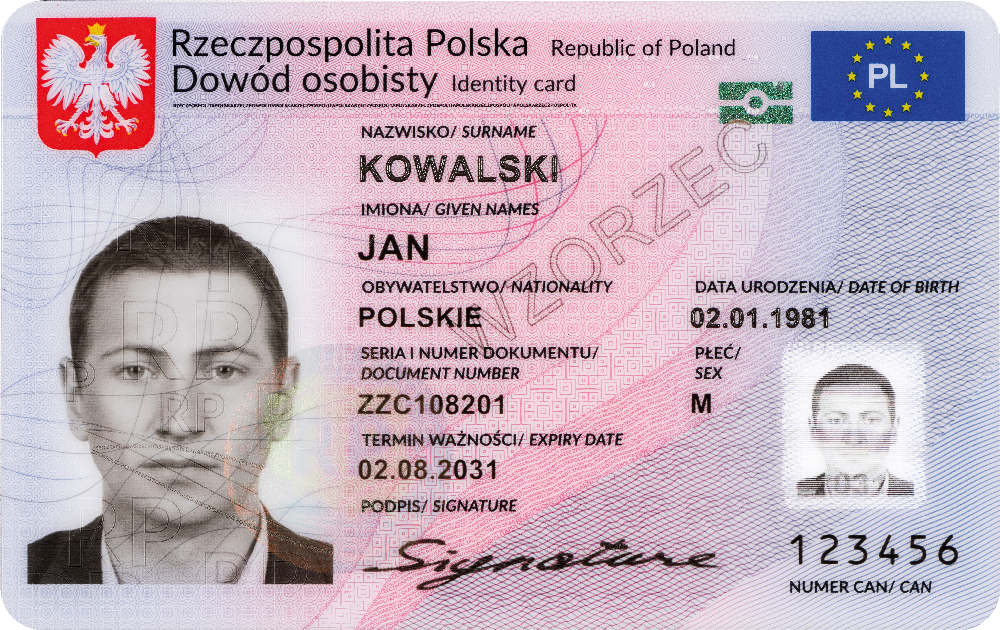 Rzeczpospolita Polska Republic of Poland
Dowód osobisty Identity card
PL
NAZWISKO/ SURNAME
KOWALSKI
IMIONA/ GIVEN NAMES
JAN
WZORZEC
OBYWATELSTWO/ NATIONALITY
POLSKIE
DATA URODZENIA/ DATE OF BIRTH
02.01.1981
SERIA I NUMER DOKUMENTU/
DOCUMENT NUMBER
ZZC108201
PŁEĆ/
SEX
M
TERMIN WAŻNOŚCI/ EXPIRY DATE
02.08.2031
PODPIS/ SIGNATURE
Signature
123456
NUMER CAN/ CAN
RP